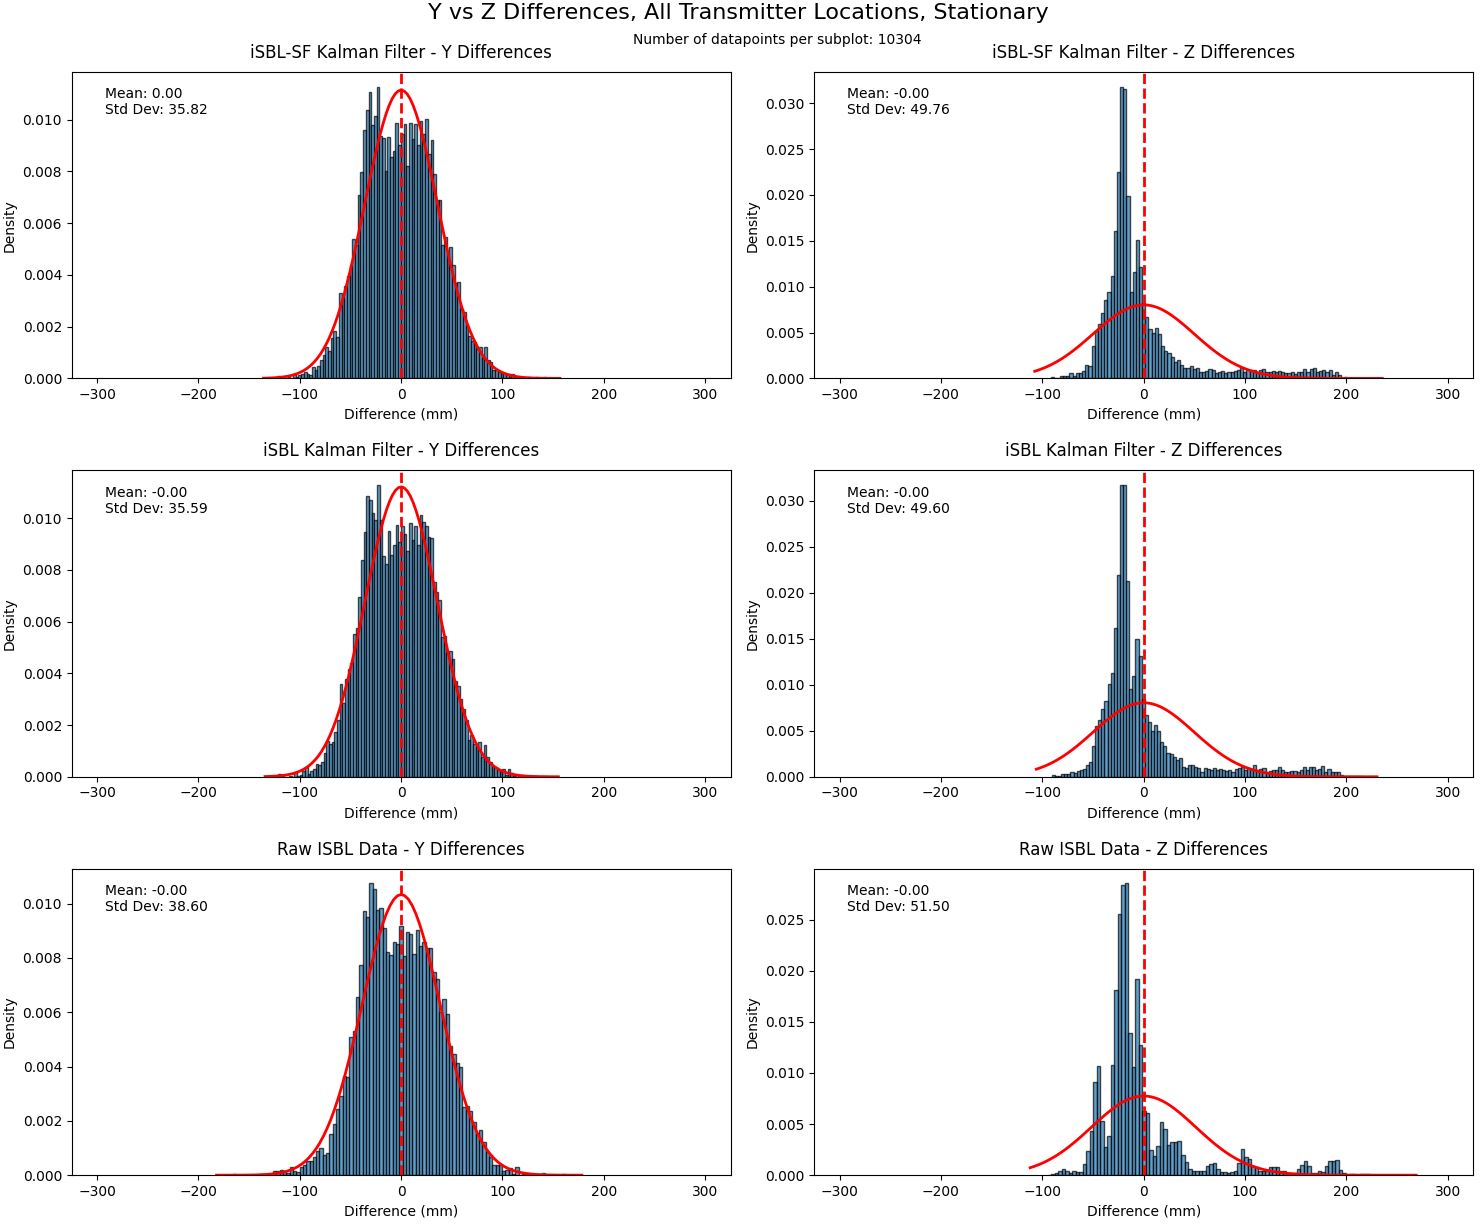 Y vs Z Differences, All Transmitter Locations, Stationary
Number of datapoints per subplot: 10304
iSBL-SF Kalman Filter - Y Differences
Mean: 0.00
Std Dev: 35.82
Density
0.010
0.008
0.006
0.004
0.002
0.000
−300 −200 −100 0 100 200 300
Difference (mm)
iSBL-SF Kalman Filter - Z Differences
Mean: -0.00
Std Dev: 49.76
Density
0.030
0.025
0.020
0.015
0.010
0.005
0.000
−300 −200 −100 0 100 200 300
Difference (mm)
iSBL Kalman Filter - Y Differences
Mean: -0.00
Std Dev: 35.59
Density
0.010
0.008
0.006
0.004
0.002
0.000
−300 −200 −100 0 100 200 300
Difference (mm)
iSBL Kalman Filter - Z Differences
Mean: -0.00
Std Dev: 49.60
Density
0.030
0.025
0.020
0.015
0.010
0.005
0.000
−300 −200 −100 0 100 200 300
Difference (mm)
Raw ISBL Data - Y Differences
Mean: -0.00
Std Dev: 38.60
Density
0.010
0.008
0.006
0.004
0.002
0.000
−300 −200 −100 0 100 200 300
Difference (mm)
Raw ISBL Data - Z Differences
Mean: -0.00
Std Dev: 51.50
Density
0.025
0.020
0.015
0.010
0.005
0.000
−300 −200 −100 0 100 200 300
Difference (mm)